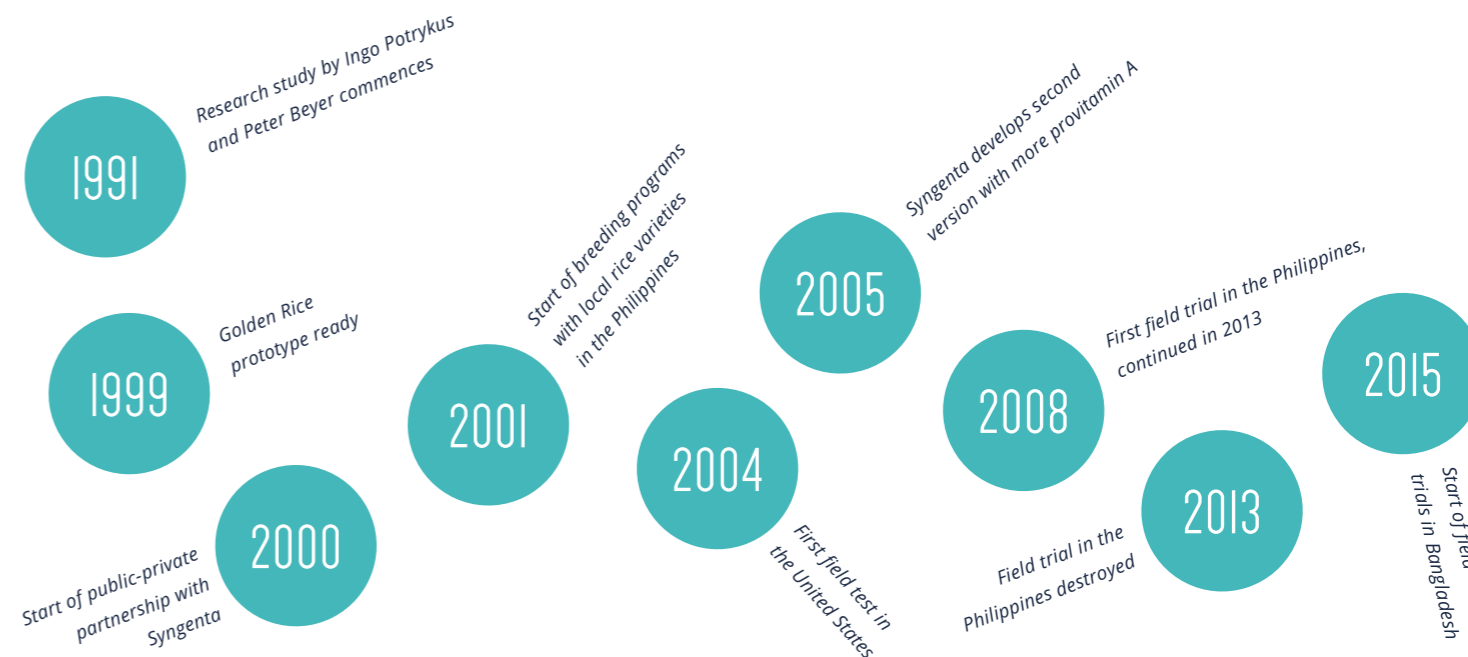 1991
Research study by Ingo Potrykus
and Peter Beyer commences
1999
Golden Rice
prototype ready
2000
Start of public-private
partnership with
Syngenta
2001
Start of breeding programs
with local rice varieties
in the Philippines
2004
First field test in
the United States
2005
Syngenta develops second
version with more provitamin A
2008
First field trial in the Philippines,
continued in 2013
2013
Field trial in the
Philippines destroyed
2015
Start of field
trials in Bangladesh